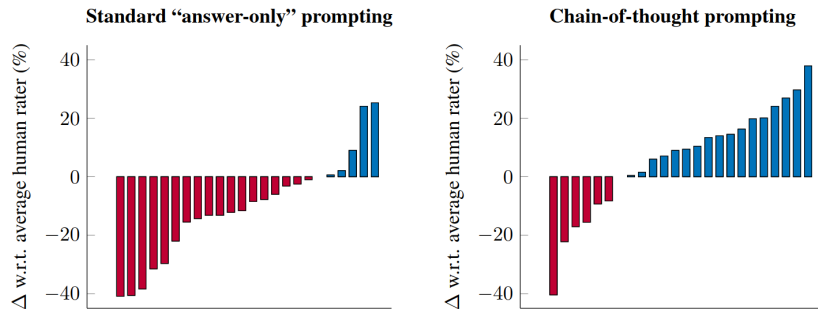 Standard “answer-only” prompting
Δ w.r.t. average human rater (%)
40
20
0
−20
−40
Chain-of-thought prompting
Δ w.r.t. average human rater (%)
40
20
0
−20
−40